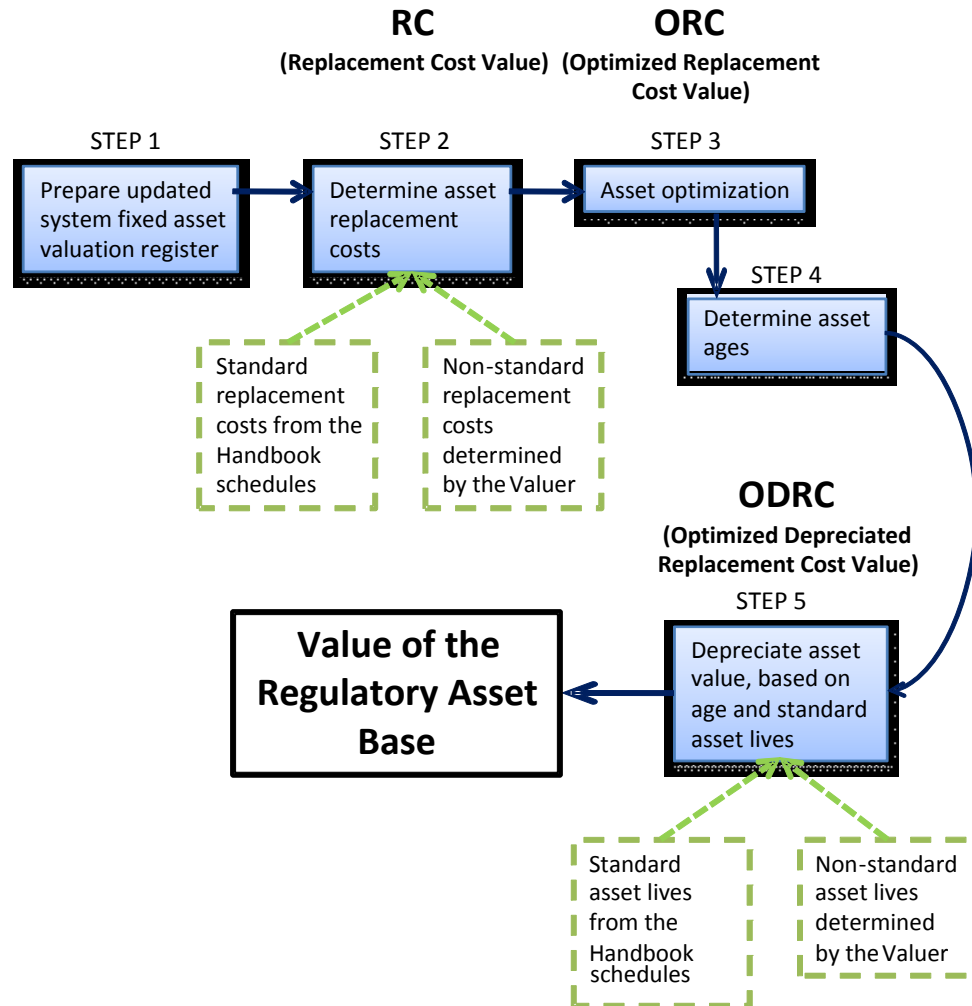 RC
(Replacement Cost Value)
ORC
(Optimized Replacement
Cost Value)
STEP 1
Prepare updated
system fixed asset
valuation register
STEP 2
Determine asset
replacement
costs
STEP 3
Asset optimization
STEP 4
Determine asset
ages
Standard
replacement
costs from the
Handbook
schedules
Non-standard
replacement
costs
determined
by the Valuer
ODRC
(Optimized Depreciated
Replacement Cost Value)
STEP 5
Depreciate asset
value, based on
age and standard
asset lives
Value of the
Regulatory Asset
Base
Standard
asset lives
from the
Handbook
schedules
Non-standard
asset lives
determined
by the Valuer